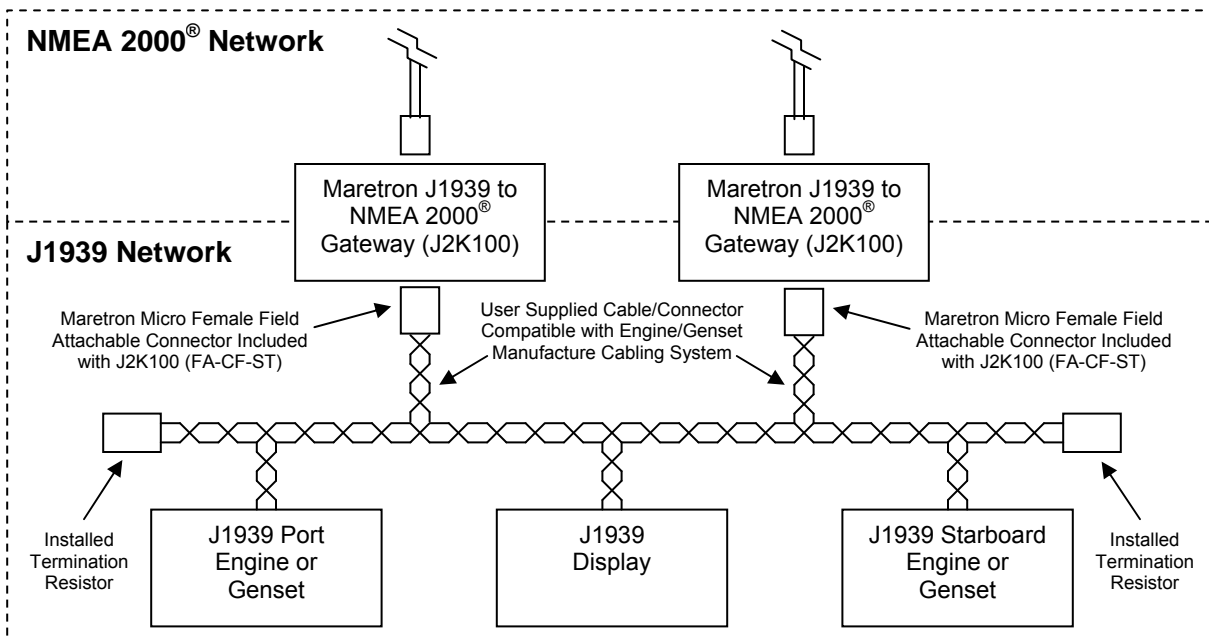 NMEA 2000® Network
Maretron J1939 to
NMEA 2000®
Gateway (J2K100)
Maretron J1939 to
NMEA 2000®
Gateway (J2K100)
J1939 Network
Maretron Micro Female Field
Attachable Connector Included
with J2K100 (FA-CF-ST)
User Supplied Cable/Connector
Compatible with Engine/Genset
Manufacture Cabling System
Maretron Micro Female Field
Attachable Connector Included
with J2K100 (FA-CF-ST)
Installed
Termination
Resistor
J1939 Port
Engine or
Genset
J1939
Display
J1939 Starboard
Engine or
Genset
Installed
Termination
Resistor